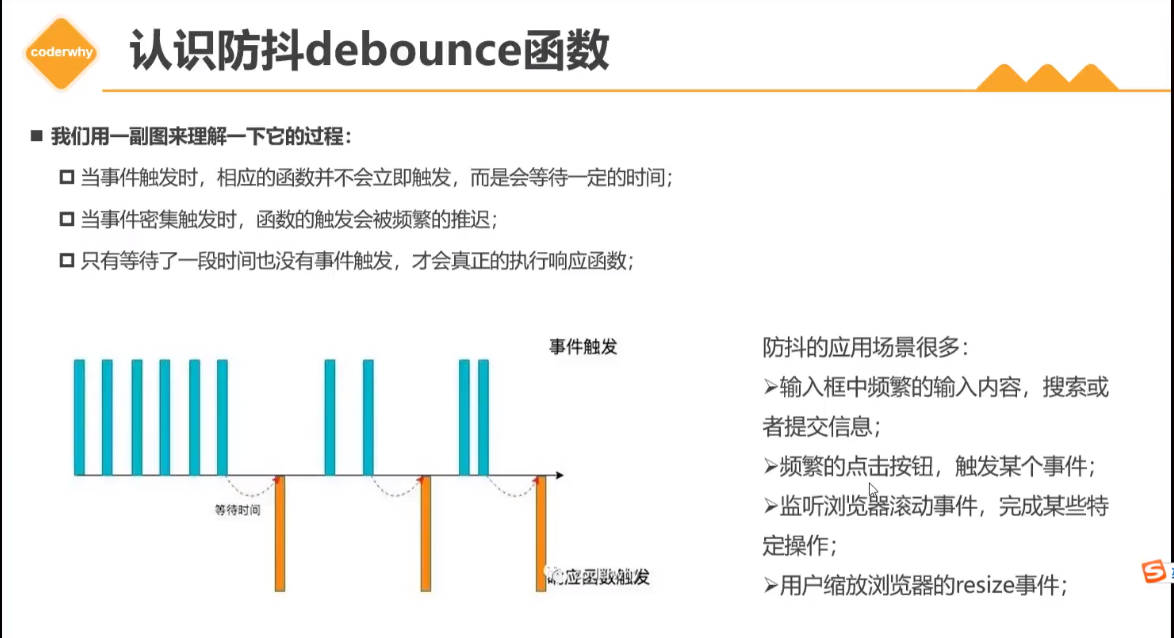 coderwhy
认识防抖debounce函数
■ 我们用一副图来理解一下它的过程：
当事件触发时，相应的函数并不会立即触发，而是会等待一定的时间；
当事件密集触发时，函数的触发会被频繁的推迟；
只有等待了一段时间也没有事件触发，才会真正的执行响应函数；
事件触发
等待时间
响应函数触发
防抖的应用场景很多：
➢输入框中频繁的输入内容，搜索或
者提交信息；
➢频繁的点击按钮，触发某个事件；
➢监听浏览器滚动事件，完成某些特
定操作；
➢用户缩放浏览器的resize事件；